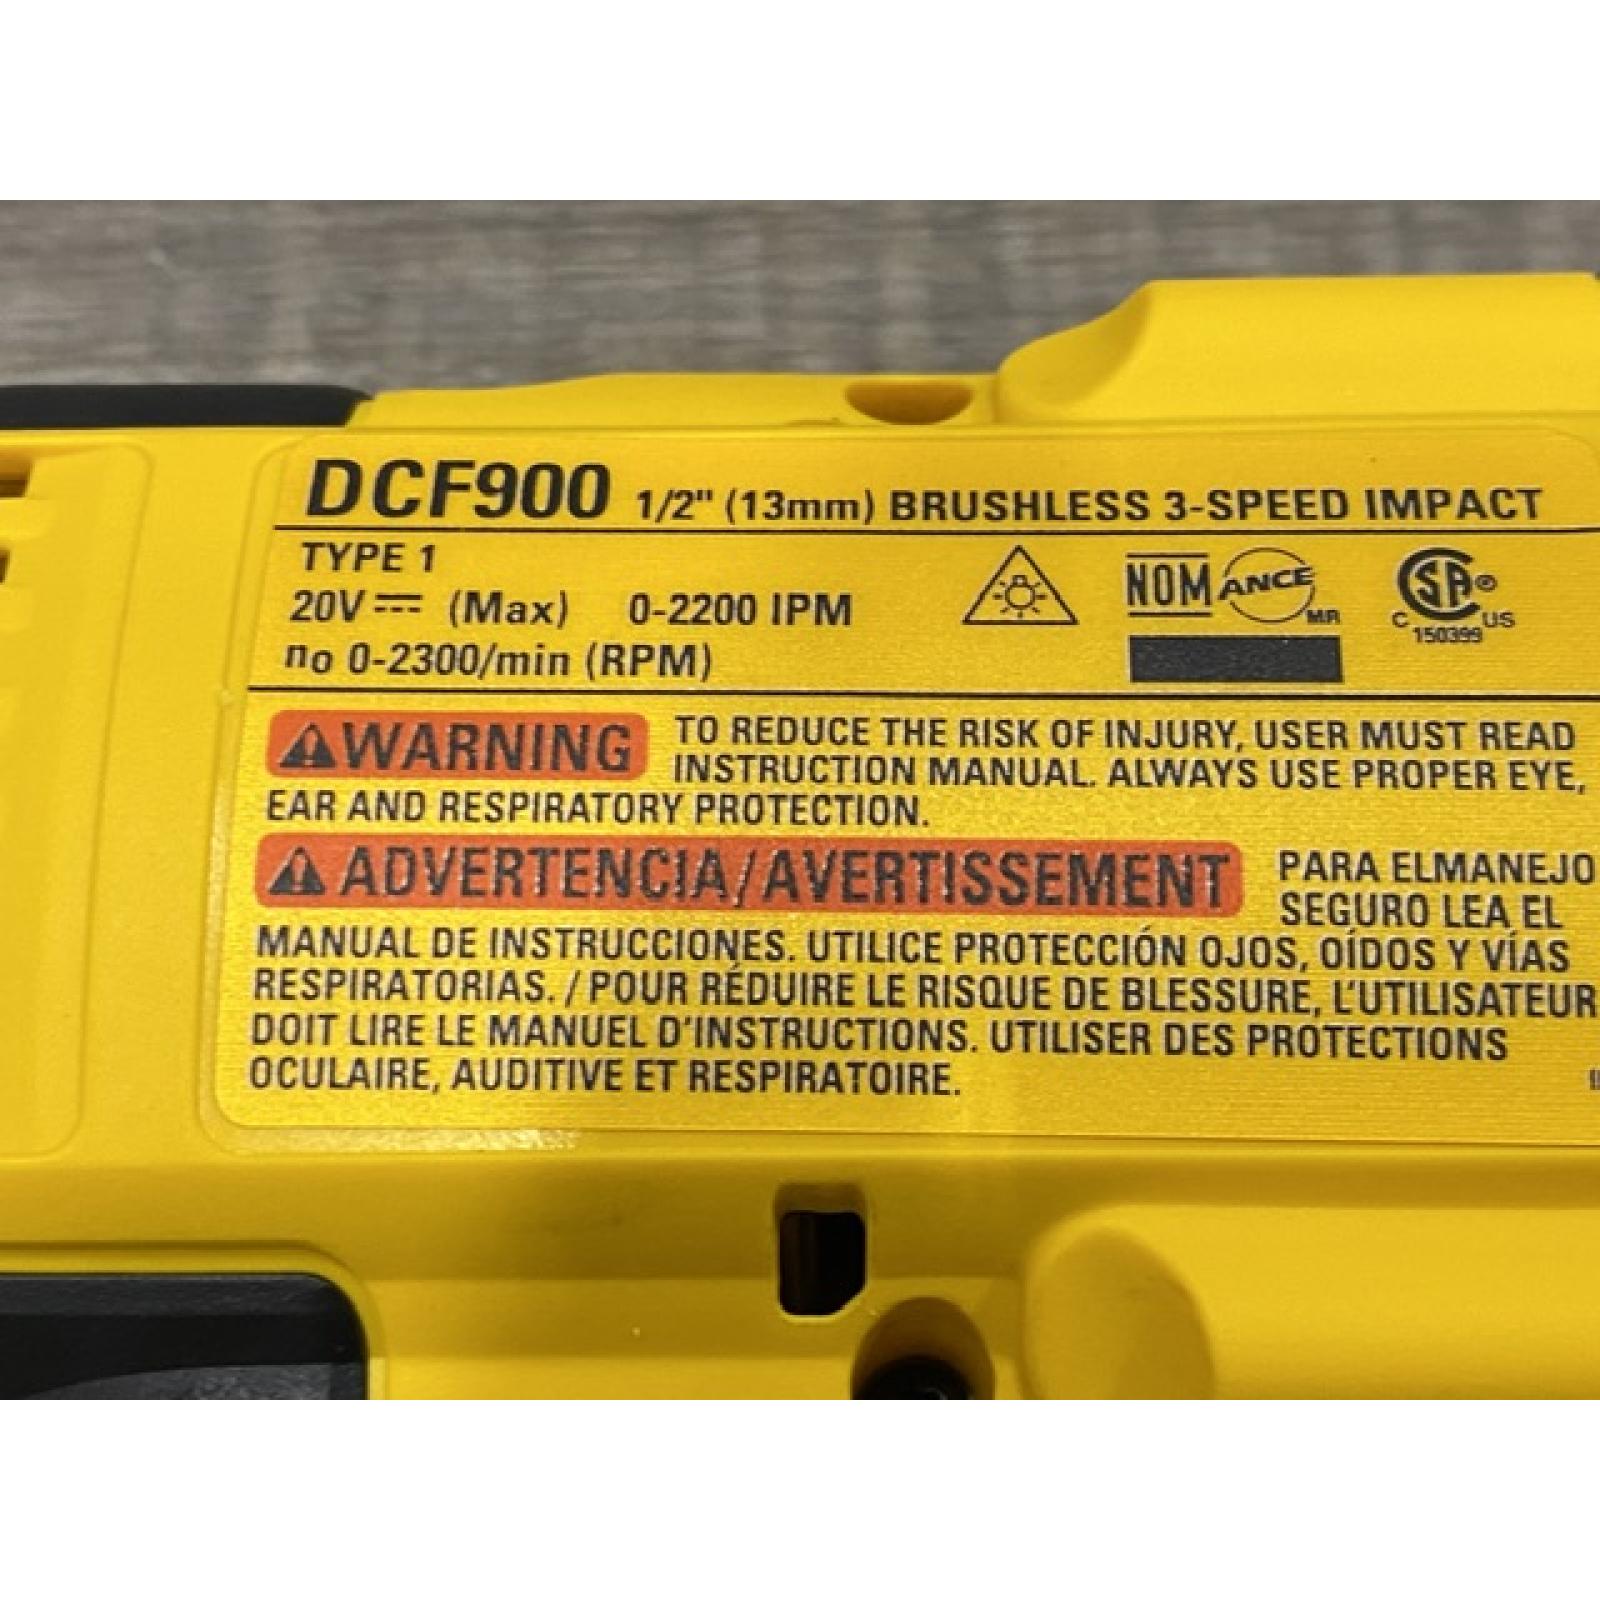 DCF900 1/2" (13mm) BRUSHLESS 3-SPEED IMPACT
TYPE 1
20V ⎓ (Max) 0-2200 IPM
no 0-2300/min (RPM)
NOM ANCE MR
CSA® C US 150399
WARNING TO REDUCE THE RISK OF INJURY, USER MUST READ
INSTRUCTION MANUAL. ALWAYS USE PROPER EYE,
EAR AND RESPIRATORY PROTECTION.
ADVERTENCIA/AVERTISSEMENT PARA ELMANEJO
SEGURO LEA EL
MANUAL DE INSTRUCCIONES. UTILICE PROTECCIÓN OJOS, OÍDOS Y VÍAS
RESPIRATORIAS. / POUR RÉDUIRE LE RISQUE DE BLESSURE, L'UTILISATEUR
DOIT LIRE LE MANUEL D'INSTRUCTIONS. UTILISER DES PROTECTIONS
OCULAIRE, AUDITIVE ET RESPIRATOIRE.